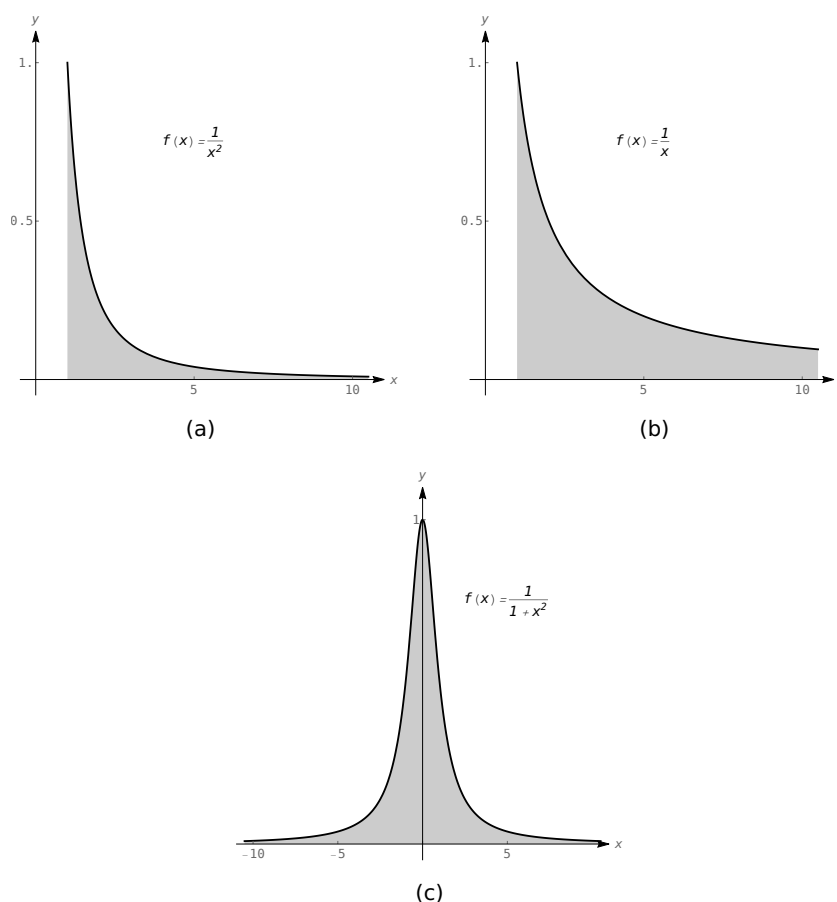 y
1.
f(x)=1/x²
0.5
5
10
x
(a)
y
1.
f(x)=1/x
0.5
5
10
(b)
y
1
f(x)=1/(1+x²)
-10
-5
5
x
(c)